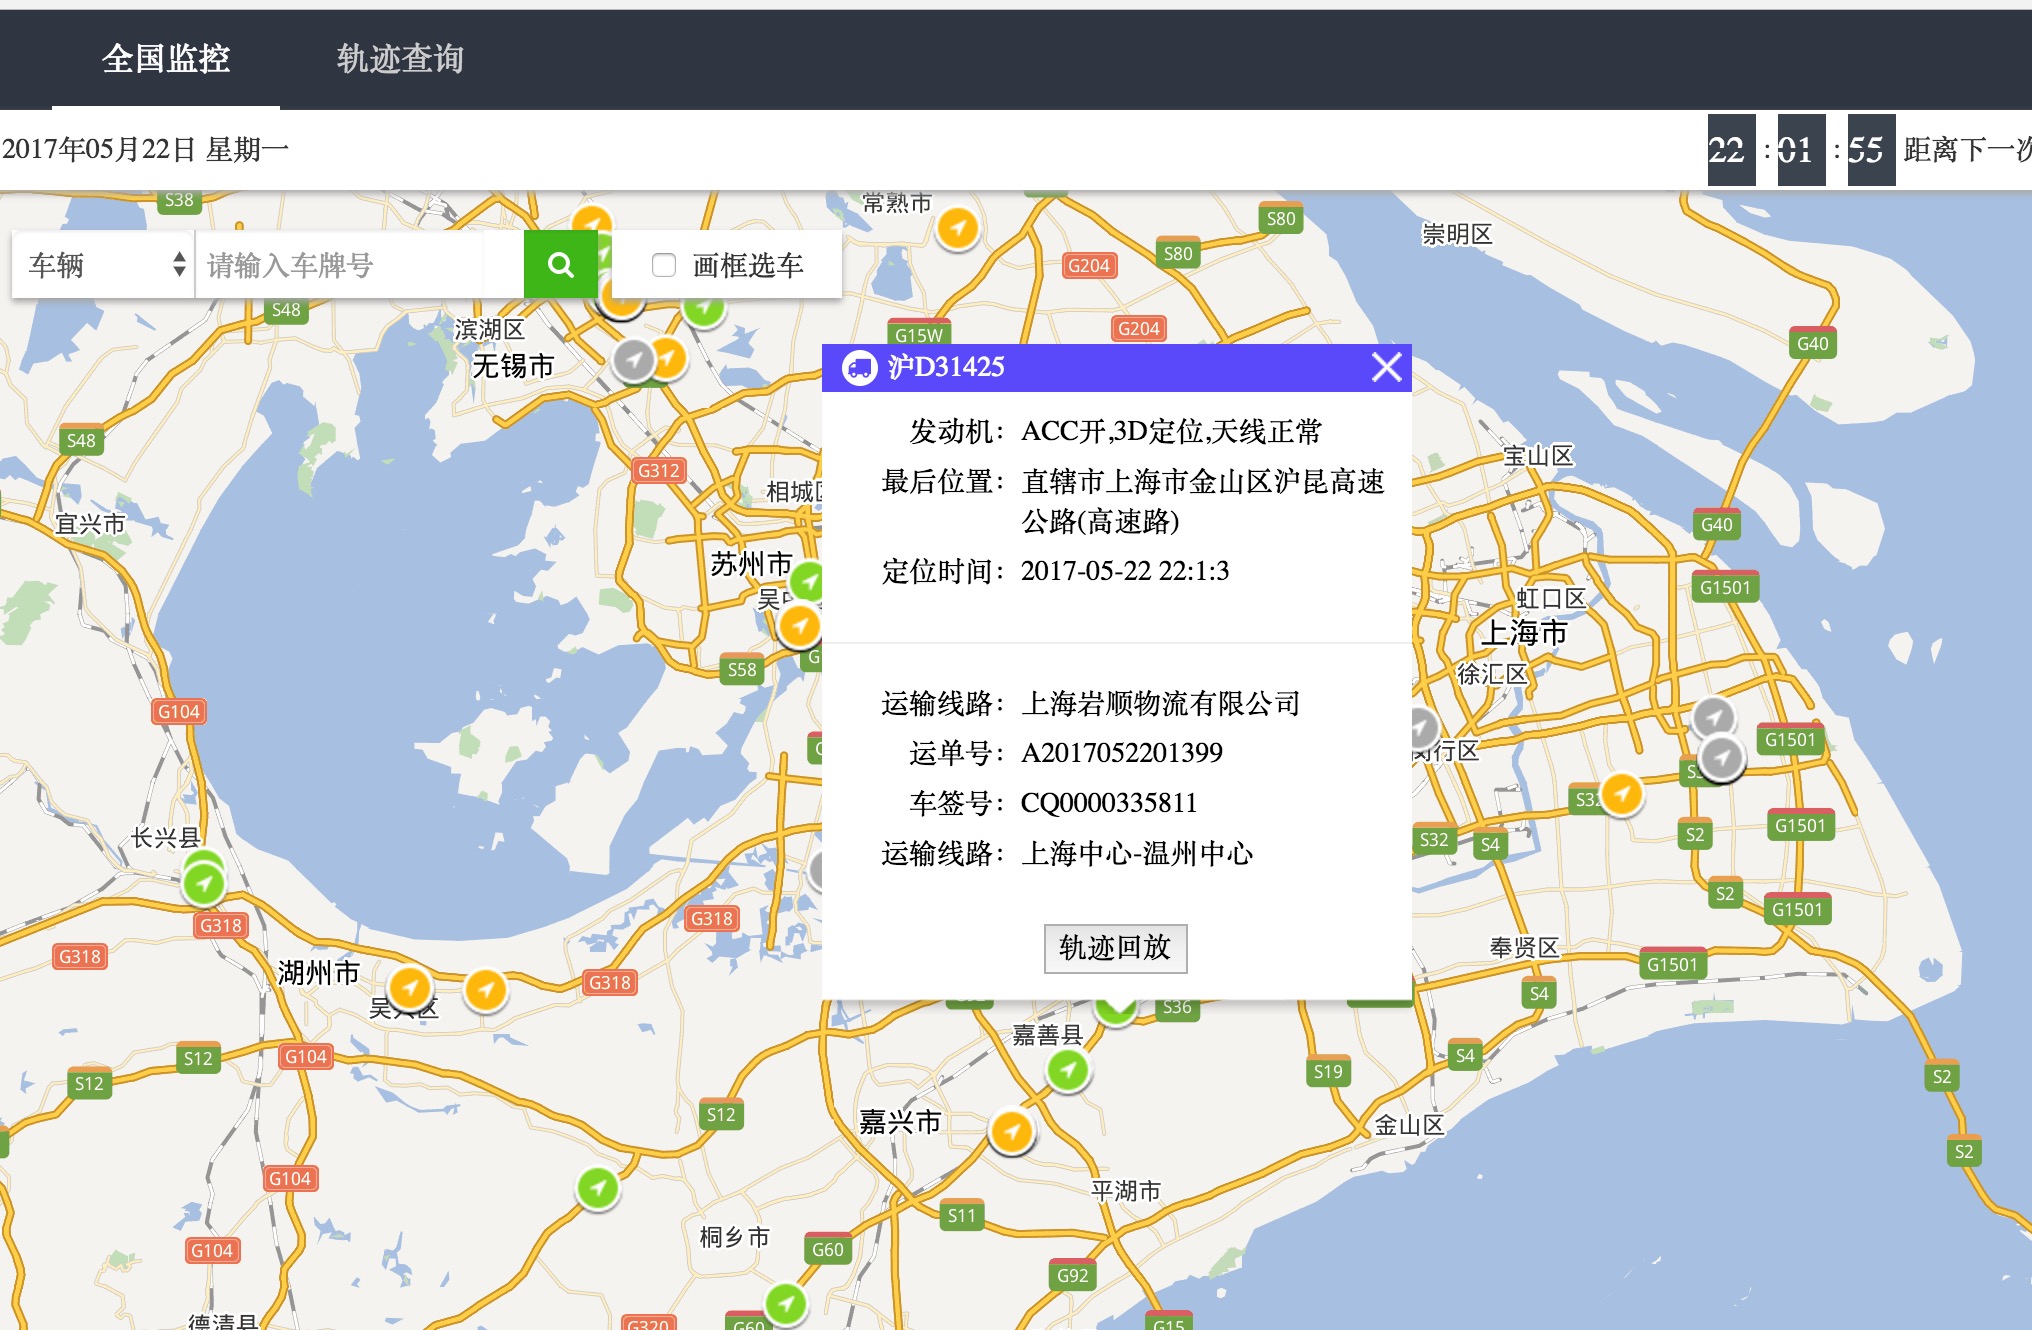 全国监控 轨迹查询
2017年05月22日 星期一
22 : 01 : 55 距离下一次
车辆 请输入车牌号 画框选车
沪D31425
发动机： ACC开,3D定位,天线正常
最后位置： 直辖市上海市金山区沪昆高速
公路(高速路)
定位时间： 2017-05-22 22:1:3
运输线路： 上海岩顺物流有限公司
运单号： A2017052201399
车签号： CQ0000335811
运输线路： 上海中心-温州中心
轨迹回放
S38
常熟市
S80
崇明区
S80
G204
S48
滨湖区
G15W
G204
G40
无锡市
S48
G312
宝山区
相城区
宜兴市
G40
苏州市
G1501
虹口区
上海市
S58
徐汇区
G104
G1501
闵行区
S32
G1501
长兴县
S32
S4
S2
S2
G318
G318
G1501
G318
奉贤区
G1501
湖州市
G318
S4
吴兴区
S36
嘉善县
S12
G104
S4
S12
S19
S2
S12
嘉兴市
金山区
S2
G104
平湖市
S11
桐乡市
G104
G60
G92
德清县
G320
G60
G15